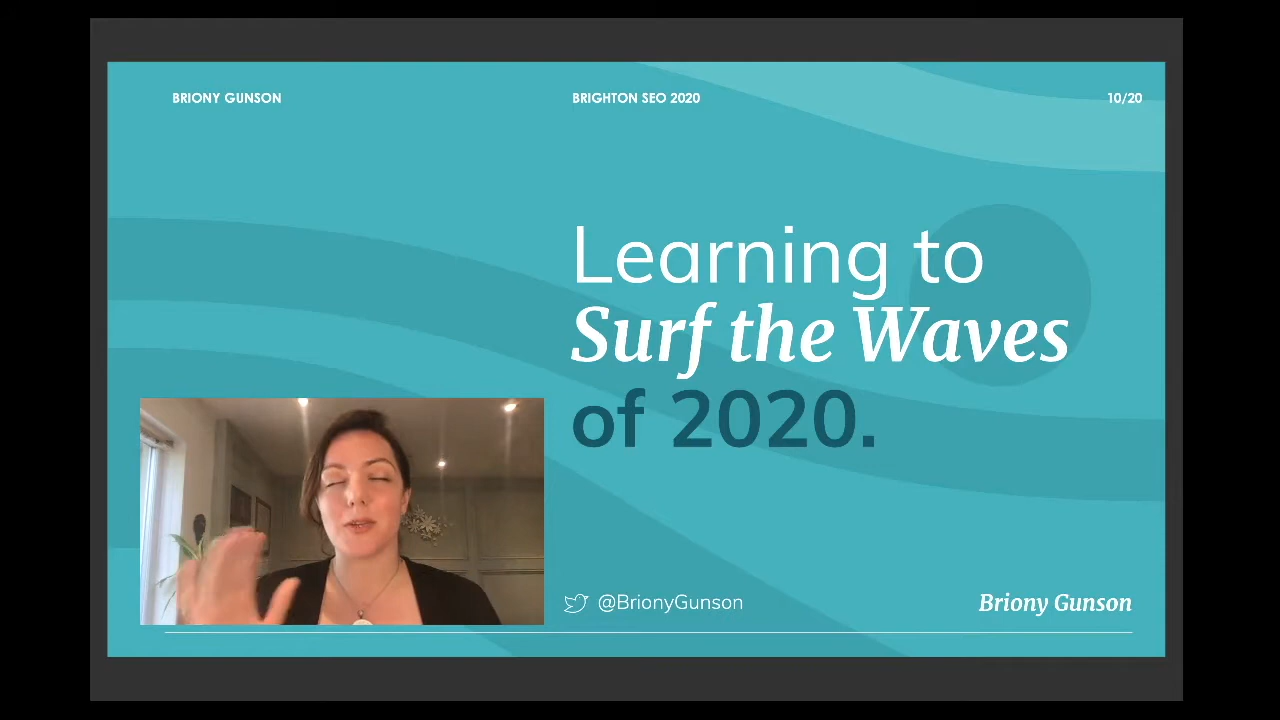 BRIONY GUNSON
BRIGHTON SEO 2020
10/20
Learning to
Surf the Waves
of 2020.
@BrionyGunson
Briony Gunson